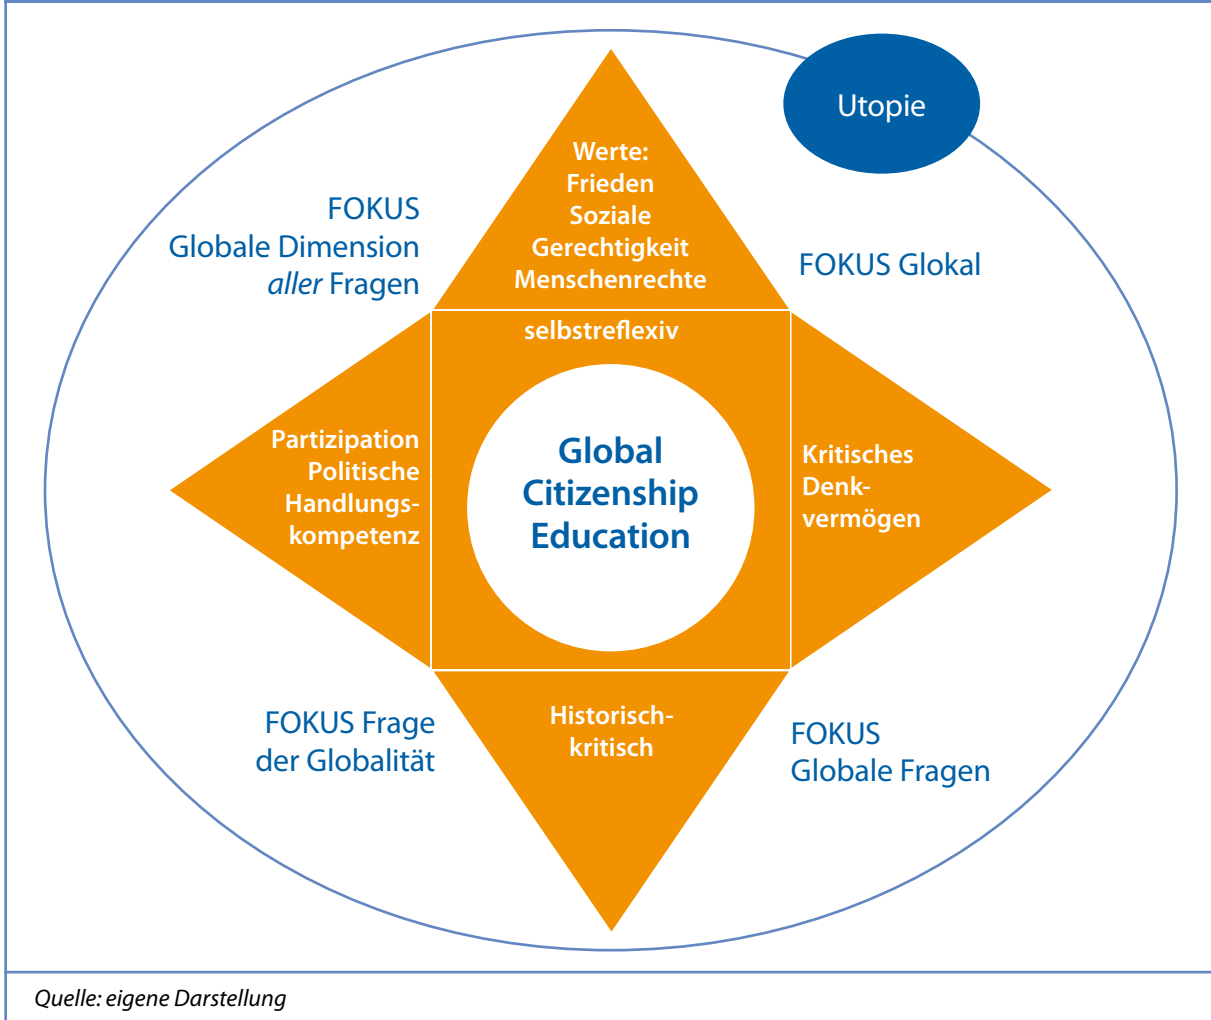 Utopie
Werte:
Frieden
Soziale
Gerechtigkeit
Menschenrechte
FOKUS
Globale Dimension
aller Fragen
FOKUS Glokal
selbstreflexiv
Partizipation
Politische
Handlungs-
kompetenz
Global
Citizenship
Education
Kritisches
Denk-
vermögen
FOKUS Frage
der Globalität
Historisch-
kritisch
FOKUS
Globale Fragen
Quelle: eigene Darstellung